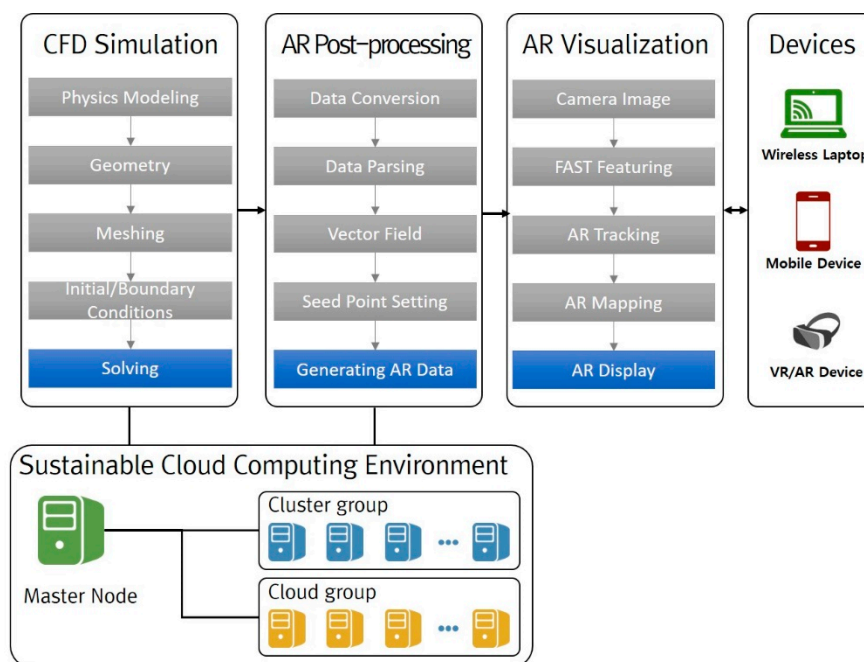 CFD Simulation
Physics Modeling
Geometry
Meshing
Initial/Boundary
Conditions
Solving
AR Post-processing
Data Conversion
Data Parsing
Vector Field
Seed Point Setting
Generating AR Data
AR Visualization
Camera Image
FAST Featuring
AR Tracking
AR Mapping
AR Display
Devices
Wireless Laptop
Mobile Device
VR/AR Device
Sustainable Cloud Computing Environment
Master Node
Cluster group
Cloud group